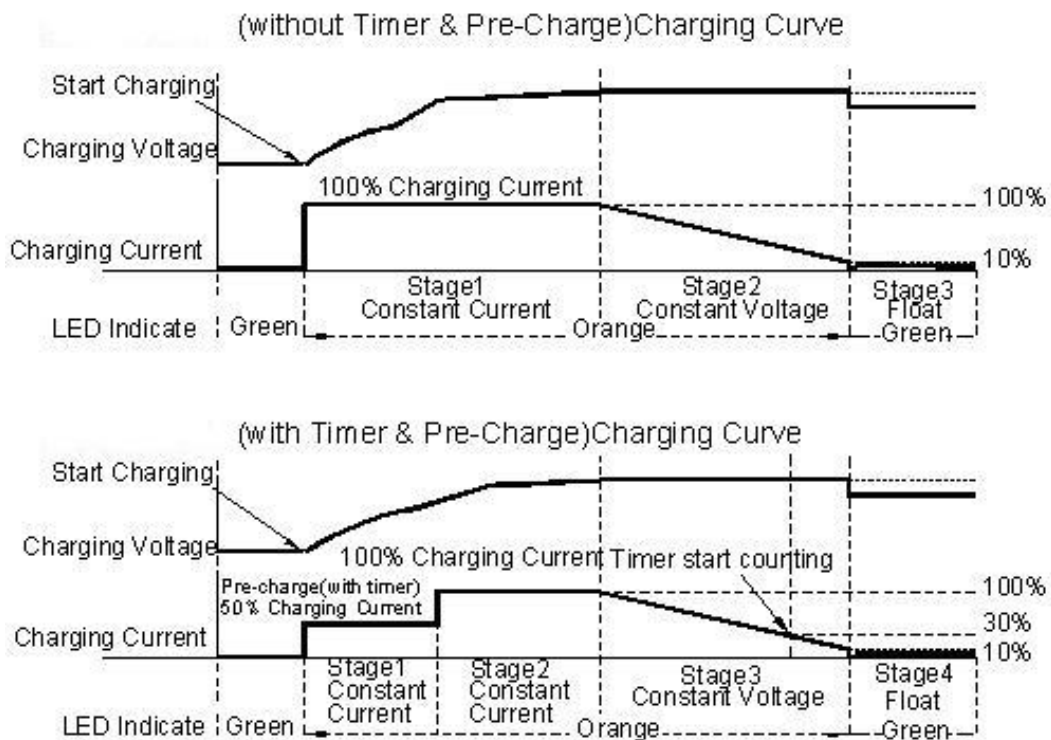 (without Timer & Pre-Charge)Charging Curve
Start Charging
Charging Voltage
100% Charging Current
100%
Charging Current
10%
Stage1
Constant Current
Stage2
Constant Voltage
Stage3
Float
LED Indicate
Green
Orange
Green
(with Timer & Pre-Charge)Charging Curve
Start Charging
Charging Voltage
100% Charging Current
Timer start counting
Pre-charge(with timer)
50% Charging Current
100%
30%
Charging Current
10%
Stage1
Constant
Current
Stage2
Constant
Current
Stage3
Constant Voltage
Stage4
Float
LED Indicate
Green
Orange
Green